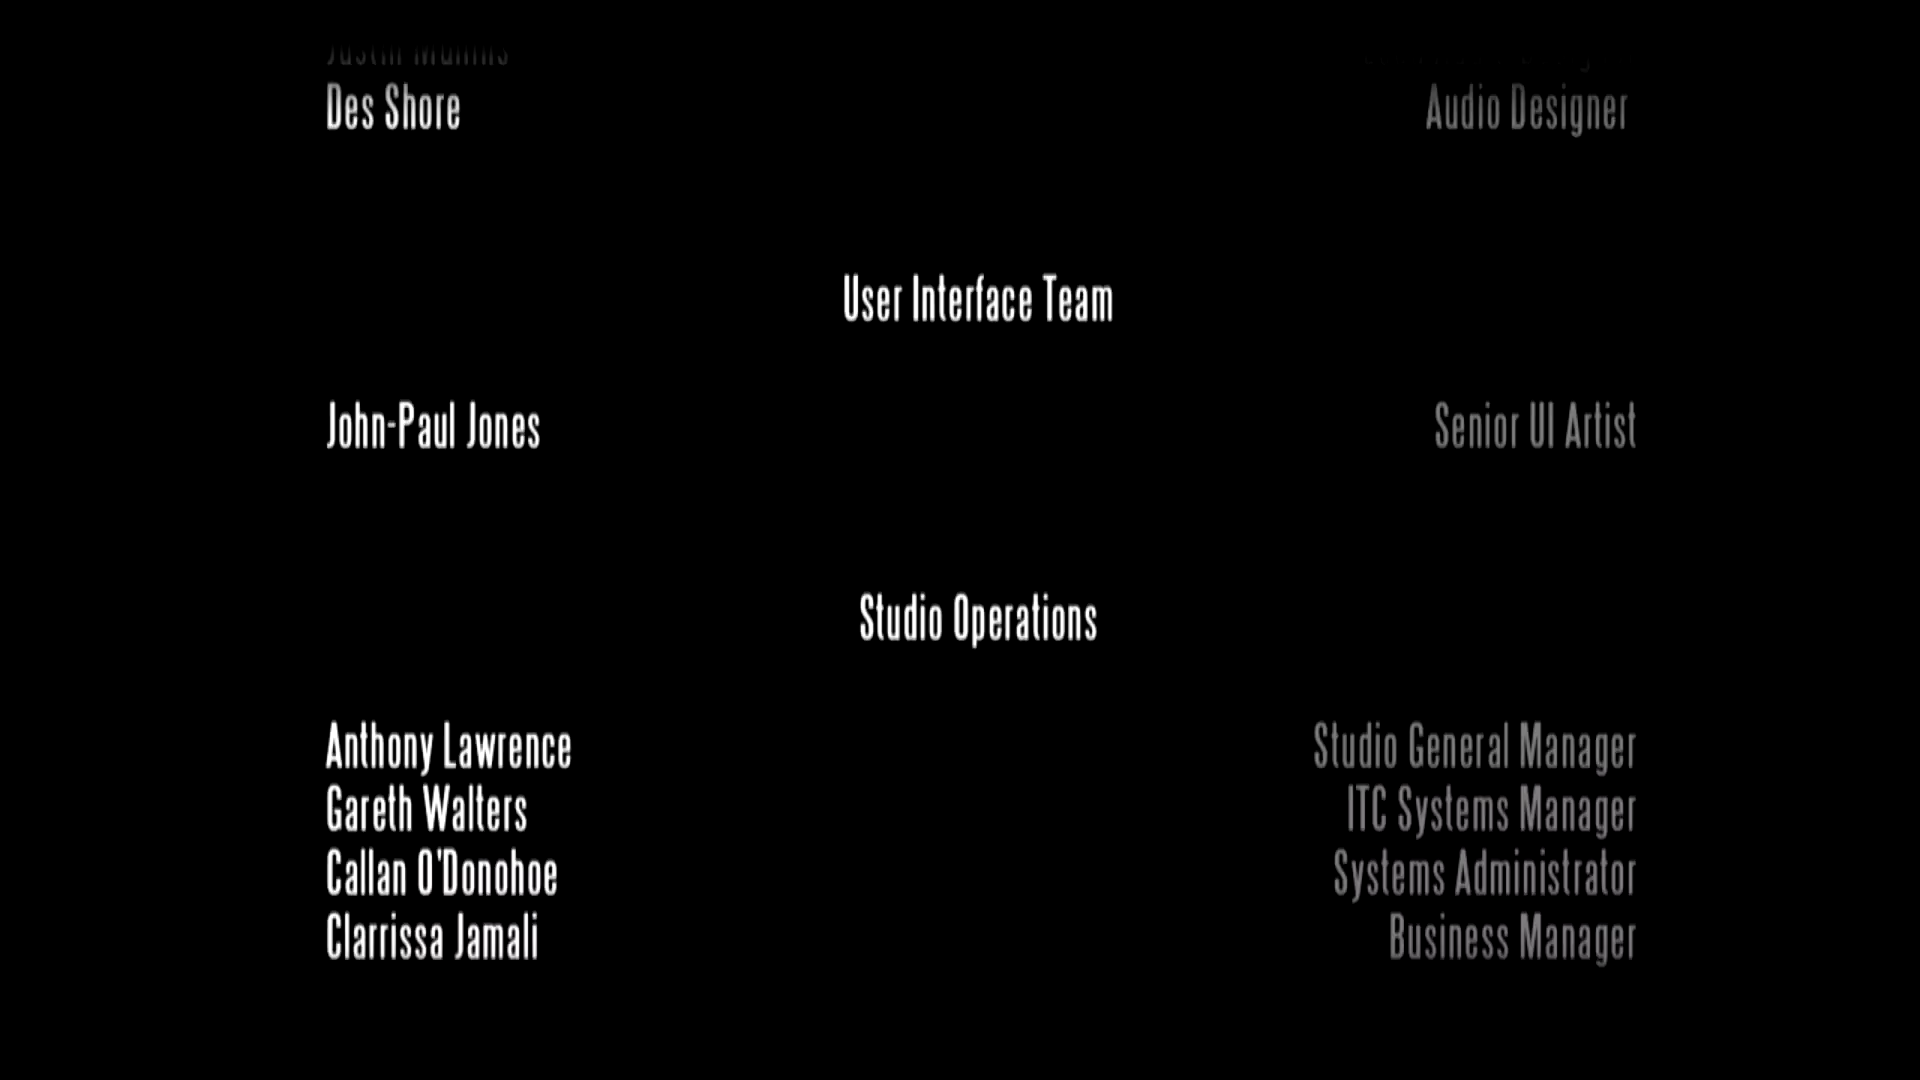 Des Shore Audio Designer
User Interface Team
John-Paul Jones Senior UI Artist
Studio Operations
Anthony Lawrence Studio General Manager
Gareth Walters ITC Systems Manager
Callan O'Donohoe Systems Administrator
Clarrissa Jamali Business Manager